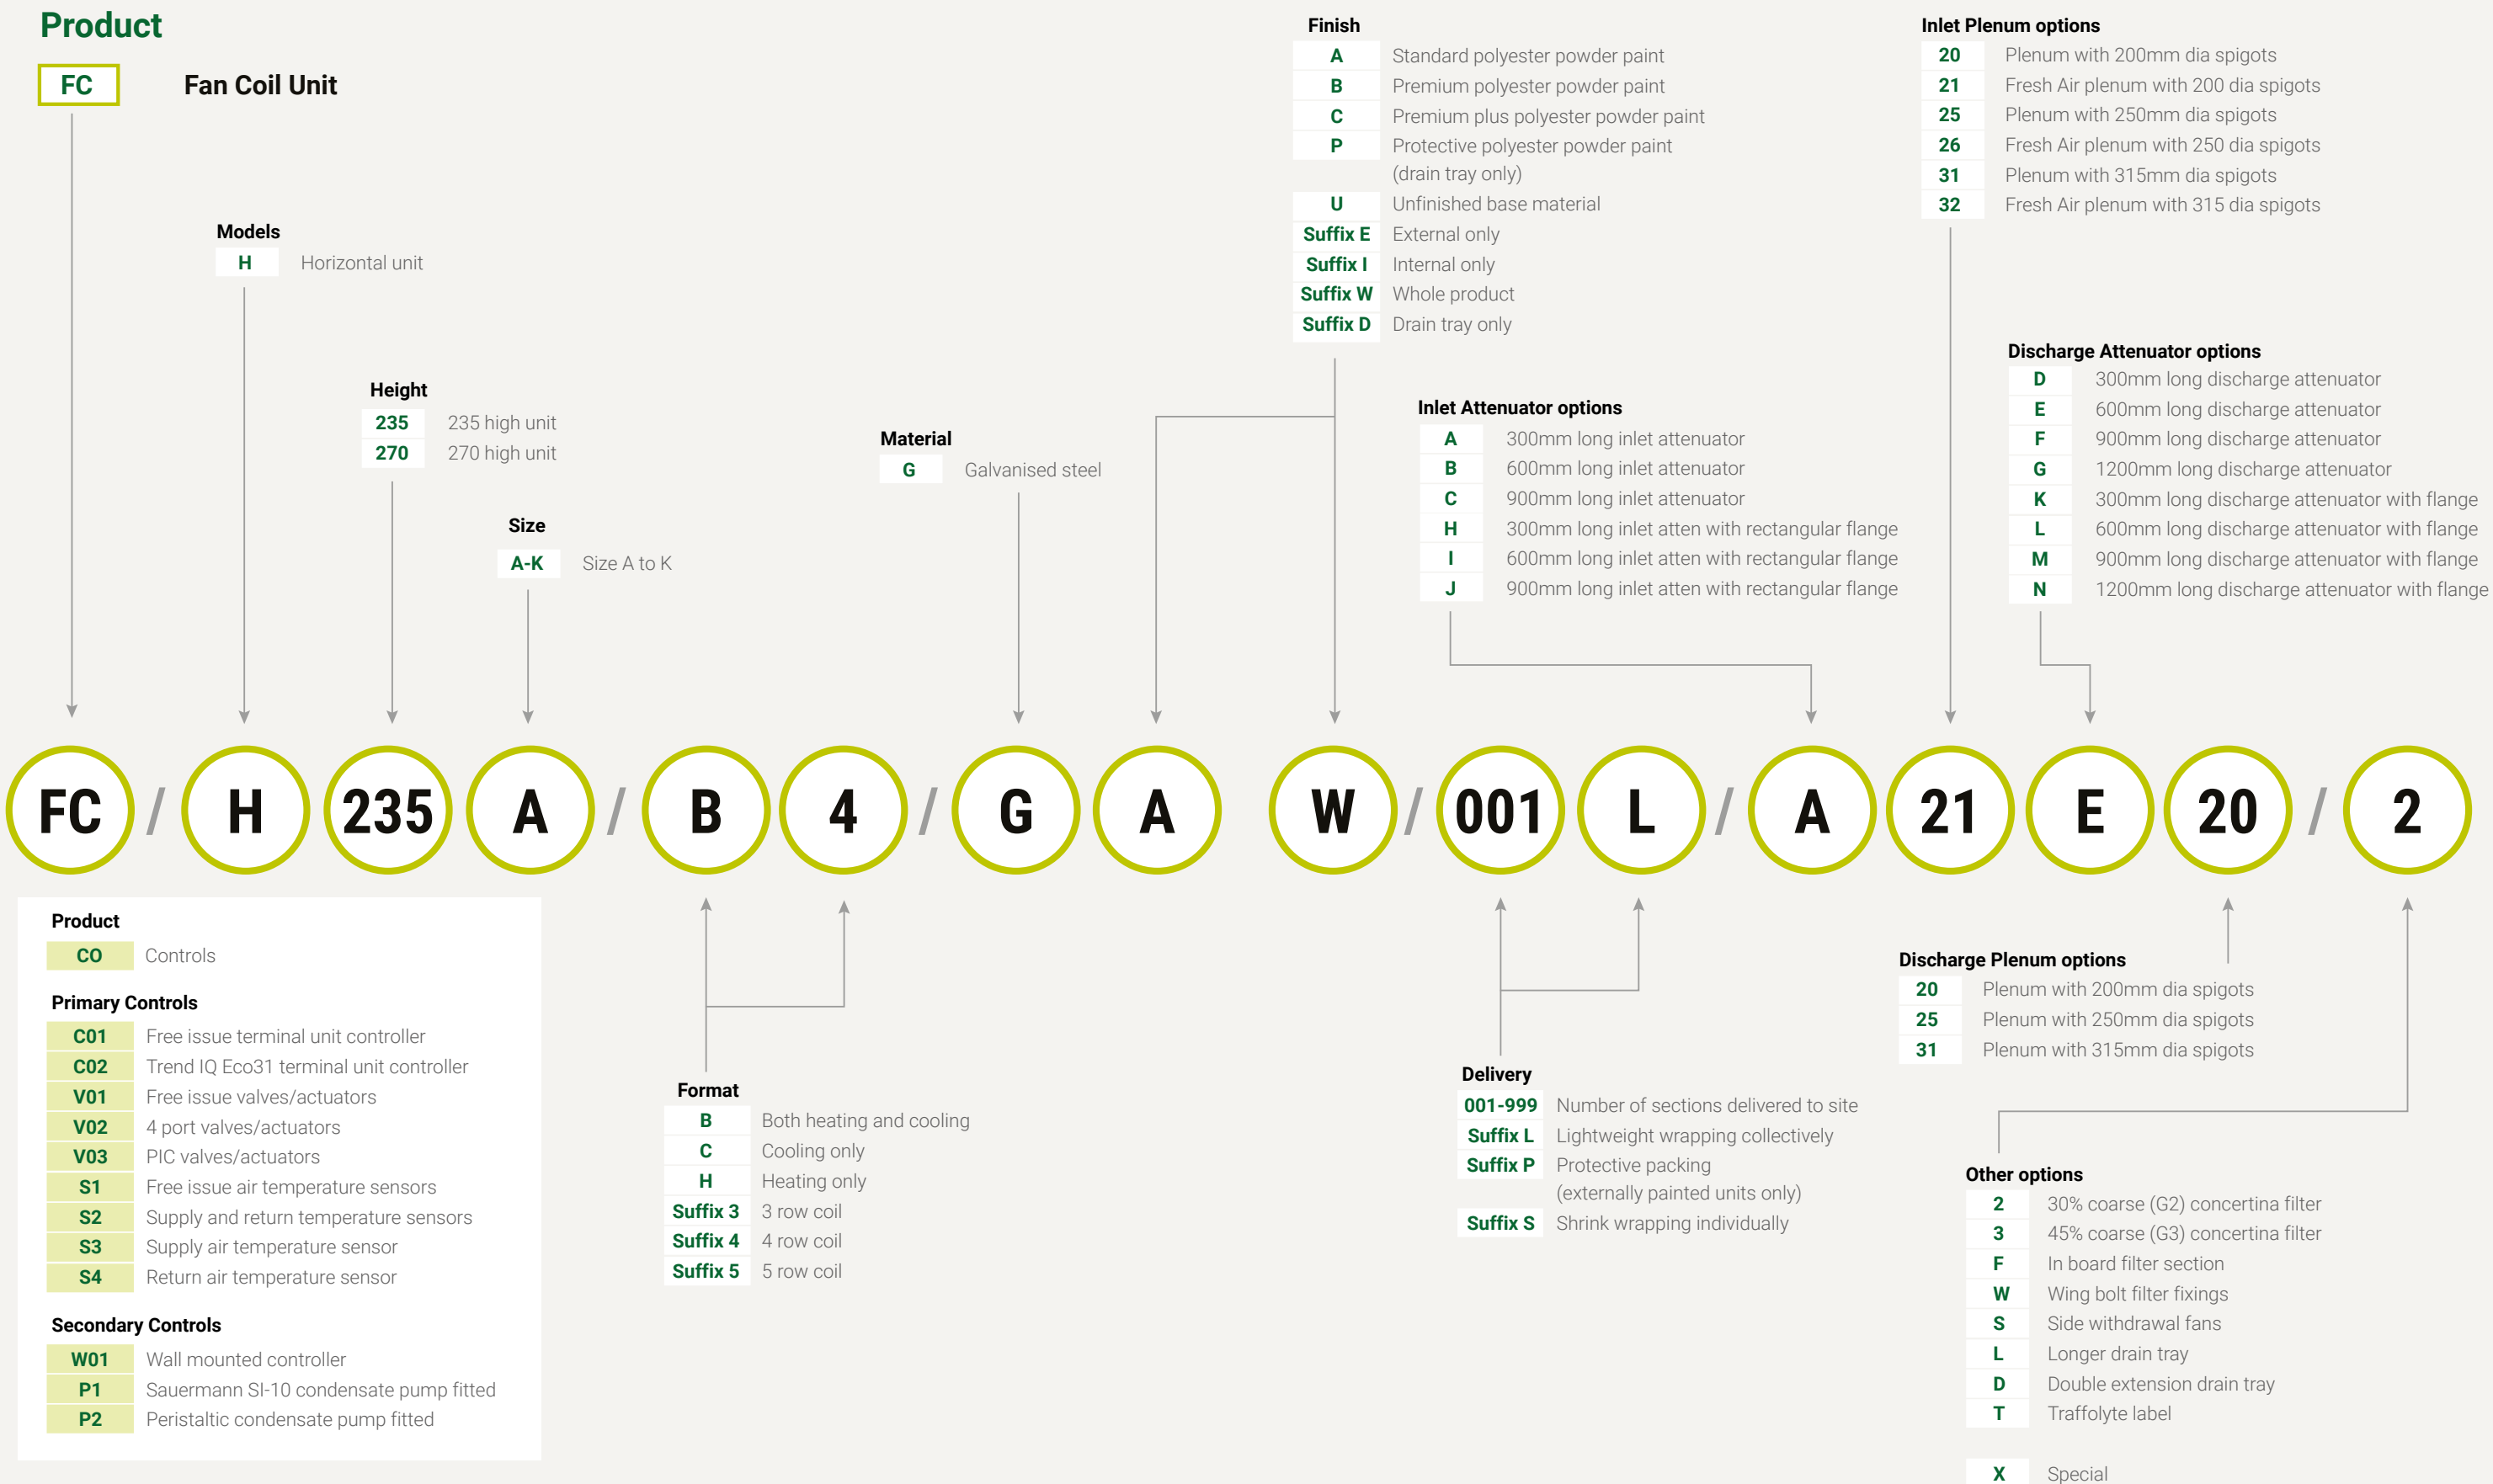 Product
FC Fan Coil Unit
Models
H Horizontal unit
Height
235 235 high unit
270 270 high unit
Size
A-K Size A to K
Material
G Galvanised steel
Finish
A Standard polyester powder paint
B Premium polyester powder paint
C Premium plus polyester powder paint
P Protective polyester powder paint
(drain tray only)
U Unfinished base material
Suffix E External only
Suffix I Internal only
Suffix W Whole product
Suffix D Drain tray only
Inlet Attenuator options
A 300mm long inlet attenuator
B 600mm long inlet attenuator
C 900mm long inlet attenuator
H 300mm long inlet atten with rectangular flange
I 600mm long inlet atten with rectangular flange
J 900mm long inlet atten with rectangular flange
Inlet Plenum options
20 Plenum with 200mm dia spigots
21 Fresh Air plenum with 200 dia spigots
25 Plenum with 250mm dia spigots
26 Fresh Air plenum with 250 dia spigots
31 Plenum with 315mm dia spigots
32 Fresh Air plenum with 315 dia spigots
Discharge Attenuator options
D 300mm long discharge attenuator
E 600mm long discharge attenuator
F 900mm long discharge attenuator
G 1200mm long discharge attenuator
K 300mm long discharge attenuator with flange
L 600mm long discharge attenuator with flange
M 900mm long discharge attenuator with flange
N 1200mm long discharge attenuator with flange
FC / H 235 A / B 4 / G A W / 001 L / A 21 E 20 / 2
Product
CO Controls
Primary Controls
C01 Free issue terminal unit controller
C02 Trend IQ Eco31 terminal unit controller
V01 Free issue valves/actuators
V02 4 port valves/actuators
V03 PIC valves/actuators
S1 Free issue air temperature sensors
S2 Supply and return temperature sensors
S3 Supply air temperature sensor
S4 Return air temperature sensor
Secondary Controls
W01 Wall mounted controller
P1 Sauermann SI-10 condensate pump fitted
P2 Peristaltic condensate pump fitted
Format
B Both heating and cooling
C Cooling only
H Heating only
Suffix 3 3 row coil
Suffix 4 4 row coil
Suffix 5 5 row coil
Delivery
001-999 Number of sections delivered to site
Suffix L Lightweight wrapping collectively
Suffix P Protective packing
(externally painted units only)
Suffix S Shrink wrapping individually
Discharge Plenum options
20 Plenum with 200mm dia spigots
25 Plenum with 250mm dia spigots
31 Plenum with 315mm dia spigots
Other options
2 30% coarse (G2) concertina filter
3 45% coarse (G3) concertina filter
F In board filter section
W Wing bolt filter fixings
S Side withdrawal fans
L Longer drain tray
D Double extension drain tray
T Traffolyte label
X Special